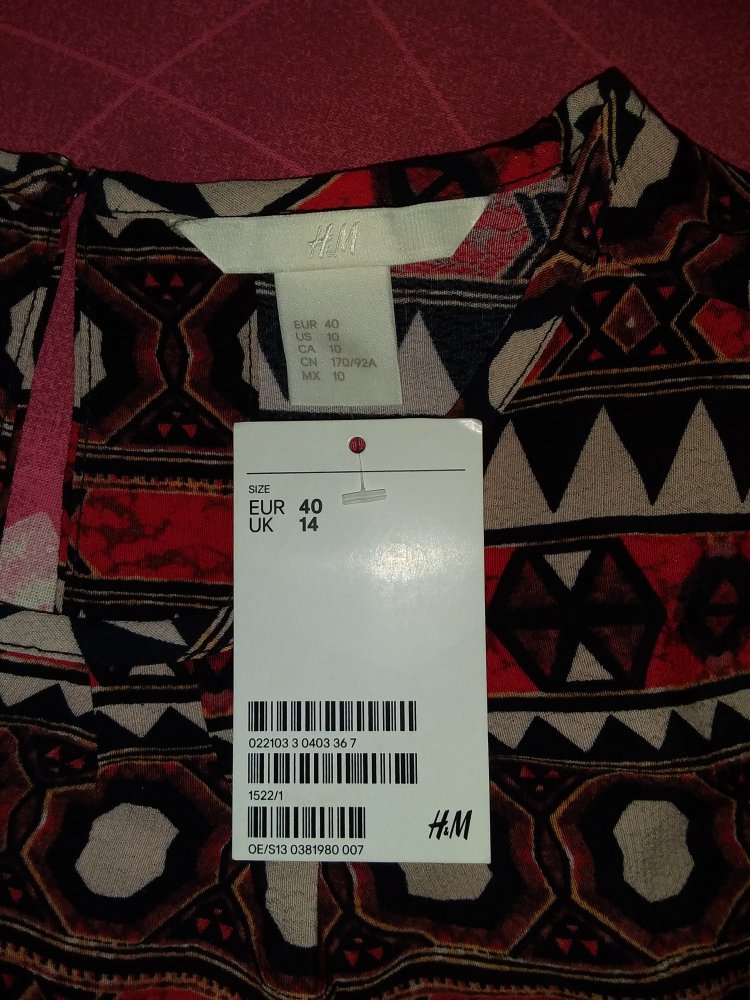 H&M
EUR 40
US 10
CA 10
CN 170/92A
MX 10
SIZE
EUR 40
UK 14
022103 3 0403 36 7
1522/1
OE/S13 0381980 007
H&M